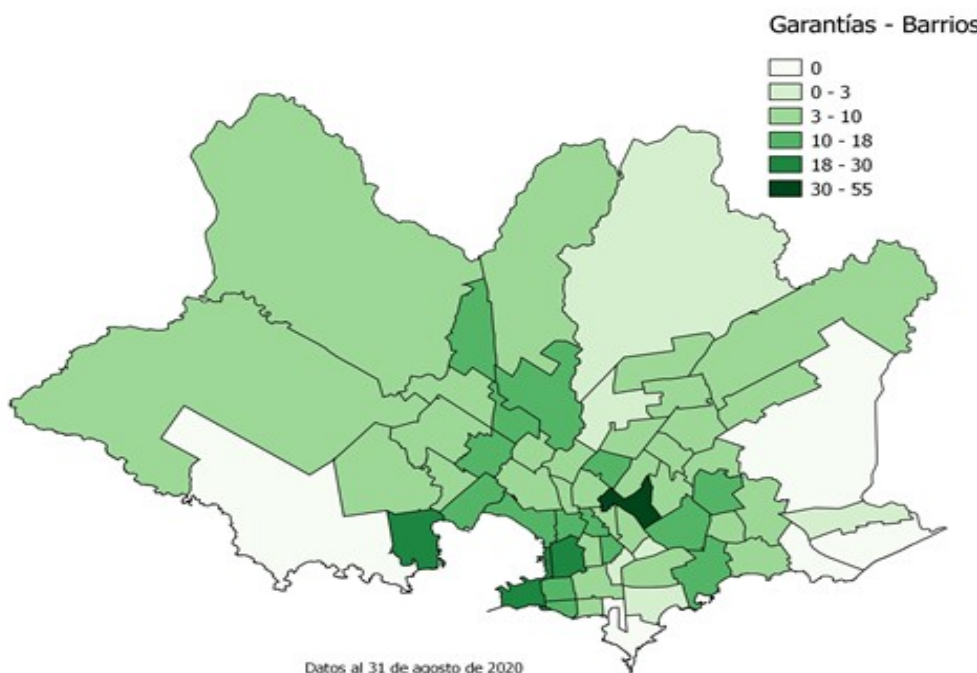 Garantías - Barrios
0
0 - 3
3 - 10
10 - 18
18 - 30
30 - 55
Datos al 31 de agosto de 2020